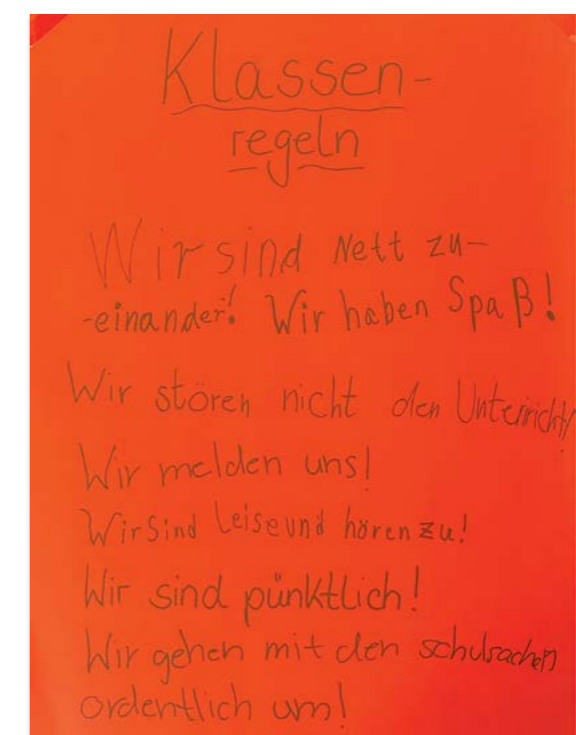 Klassen-
regeln
Wir sind Nett zu-
-einander! Wir haben Spaß!
Wir stören nicht den Unterricht!
Wir melden uns!
Wir Sind Leise und hören zu!
Wir sind pünktlich!
Wir gehen mit den schulsachen
ordentlich um!